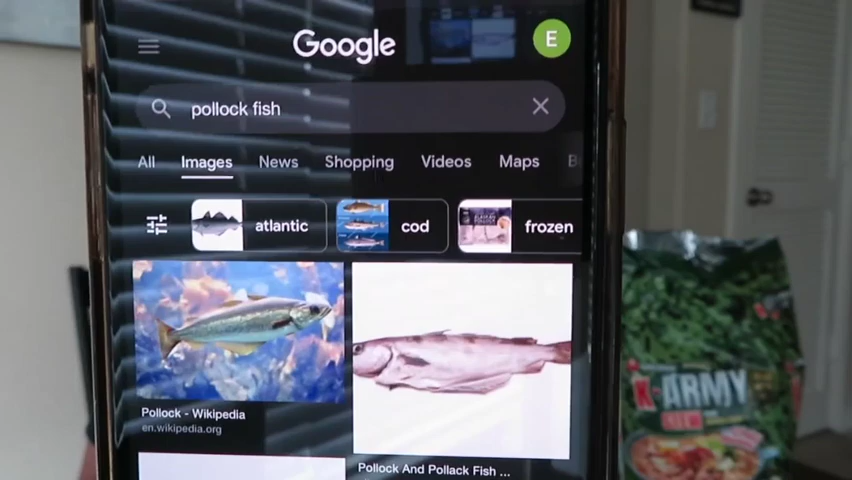 Google
E
pollock fish
All Images News Shopping Videos Maps
atlantic cod frozen
Pollock - Wikipedia
en.wikipedia.org
Pollock And Pollack Fish ...
K-ARMY
STEW